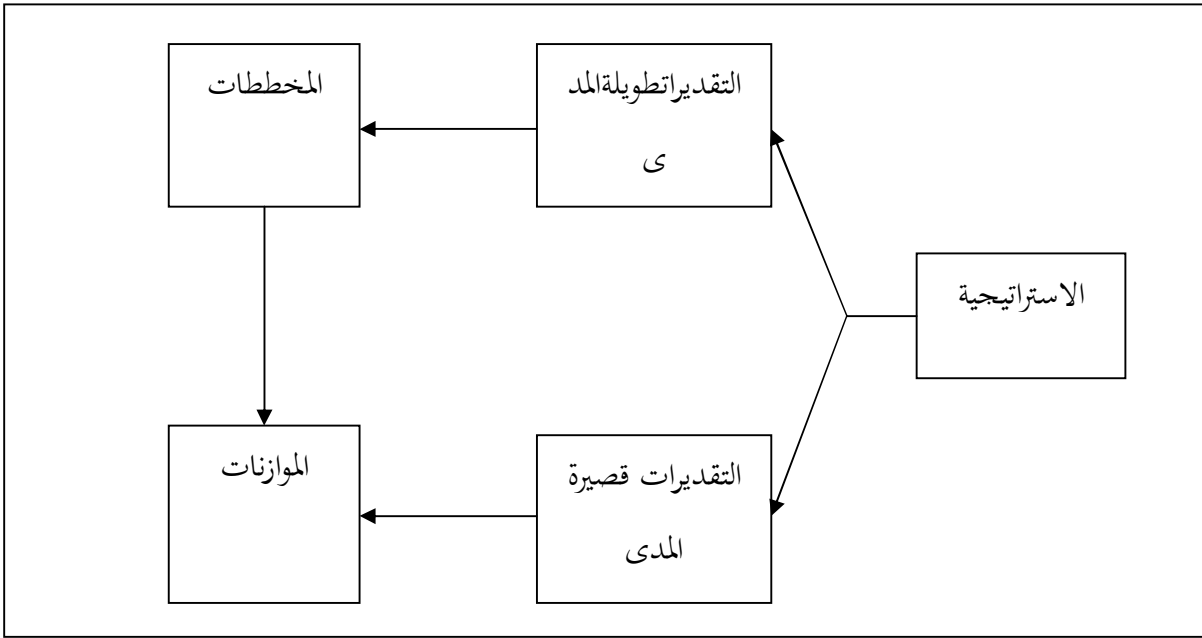 الاستراتيجية
التقديراتطويلةالمد
ى
المخططات
التقديرات قصيرة
المدى
الموازنات